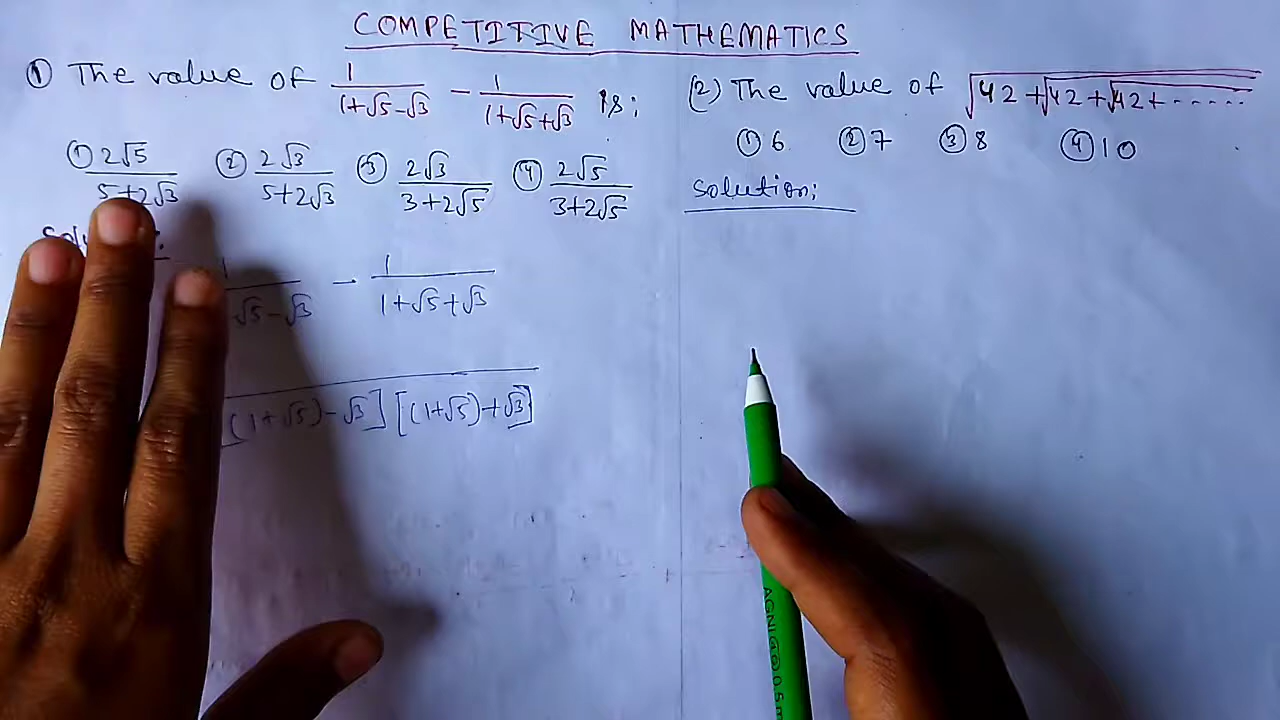 COMPETITIVE MATHEMATICS
① The value of 1/(1+√5-√3) - 1/(1+√5+√3) is;
① 2√5/(5+2√3) ② 2√3/(5+2√3) ③ 2√3/(3+2√5) ④ 2√5/(3+2√5)
- 1/(1+√5+√3)
√5-√3
[(1+√5)-√3] [(1+√5)+√3]
(2) The value of √42+√42+√42+.....
① 6 ② 7 ③ 8 ④ 10
Solution;
AGNI